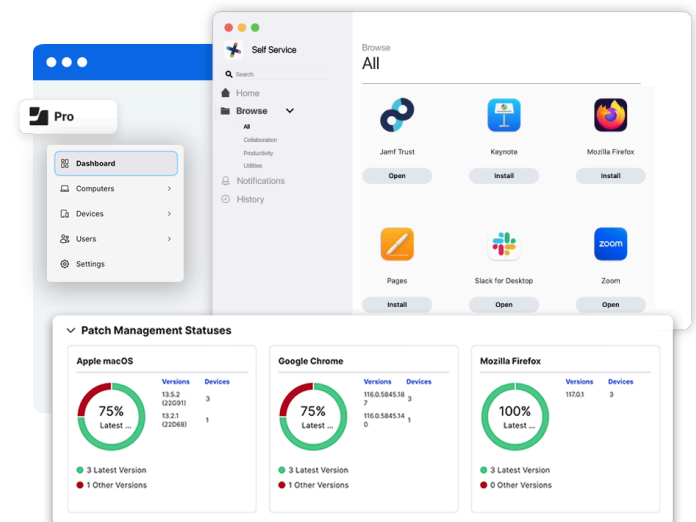 Self Service
Search
Home
Browse
All
Collaboration
Productivity
Utilities
Notifications
History
Browse
All
Jamf Trust
Keynote
Mozilla Firefox
Open
Install
Install
zoom
Pages
Slack for Desktop
Zoom
Install
Open
Open
Pro
Dashboard
Computers
Devices
Users
Settings
Patch Management Statuses
Apple macOS
Versions Devices
75%
Latest ...
13.5.2
(22G91)
3
13.2.1
(22D68)
1
3 Latest Version
1 Other Versions
Google Chrome
Versions Devices
75%
Latest ...
116.0.5845.18
7
3
116.0.5845.14
0
1
3 Latest Version
1 Other Versions
Mozilla Firefox
Versions Devices
100%
Latest ...
117.0.1
3
3 Latest Version
0 Other Versions